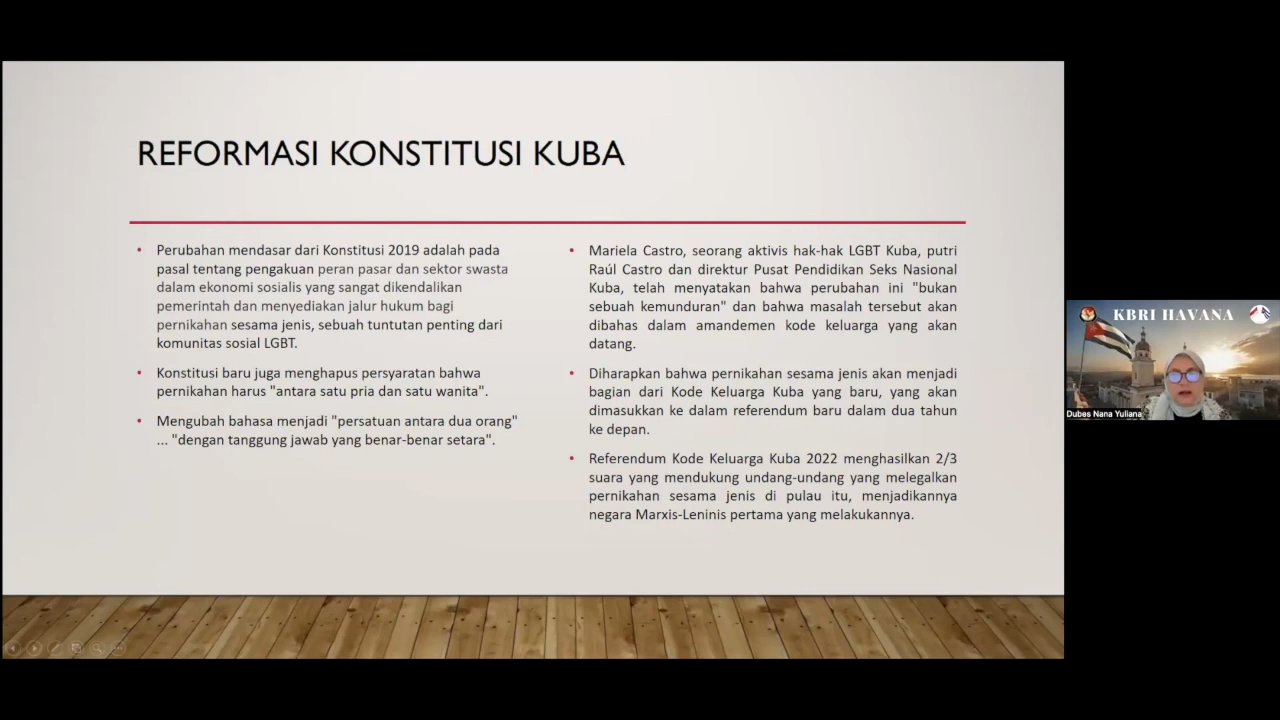 REFORMASI KONSTITUSI KUBA
• Perubahan mendasar dari Konstitusi 2019 adalah pada
pasal tentang pengakuan peran pasar dan sektor swasta
dalam ekonomi sosialis yang sangat dikendalikan
pemerintah dan menyediakan jalur hukum bagi
pernikahan sesama jenis, sebuah tuntutan penting dari
komunitas sosial LGBT.
• Konstitusi baru juga menghapus persyaratan bahwa
pernikahan harus "antara satu pria dan satu wanita".
• Mengubah bahasa menjadi "persatuan antara dua orang"
... "dengan tanggung jawab yang benar-benar setara".
• Mariela Castro, seorang aktivis hak-hak LGBT Kuba, putri
Raúl Castro dan direktur Pusat Pendidikan Seks Nasional
Kuba, telah menyatakan bahwa perubahan ini "bukan
sebuah kemunduran" dan bahwa masalah tersebut akan
dibahas dalam amandemen kode keluarga yang akan
datang.
• Diharapkan bahwa pernikahan sesama jenis akan menjadi
bagian dari Kode Keluarga Kuba yang baru, yang akan
dimasukkan ke dalam referendum baru dalam dua tahun
ke depan.
• Referendum Kode Keluarga Kuba 2022 menghasilkan 2/3
suara yang mendukung undang-undang yang melegalkan
pernikahan sesama jenis di pulau itu, menjadikannya
negara Marxis-Leninis pertama yang melakukannya.
KBRI HAVANA
Dubes Nana Yuliana